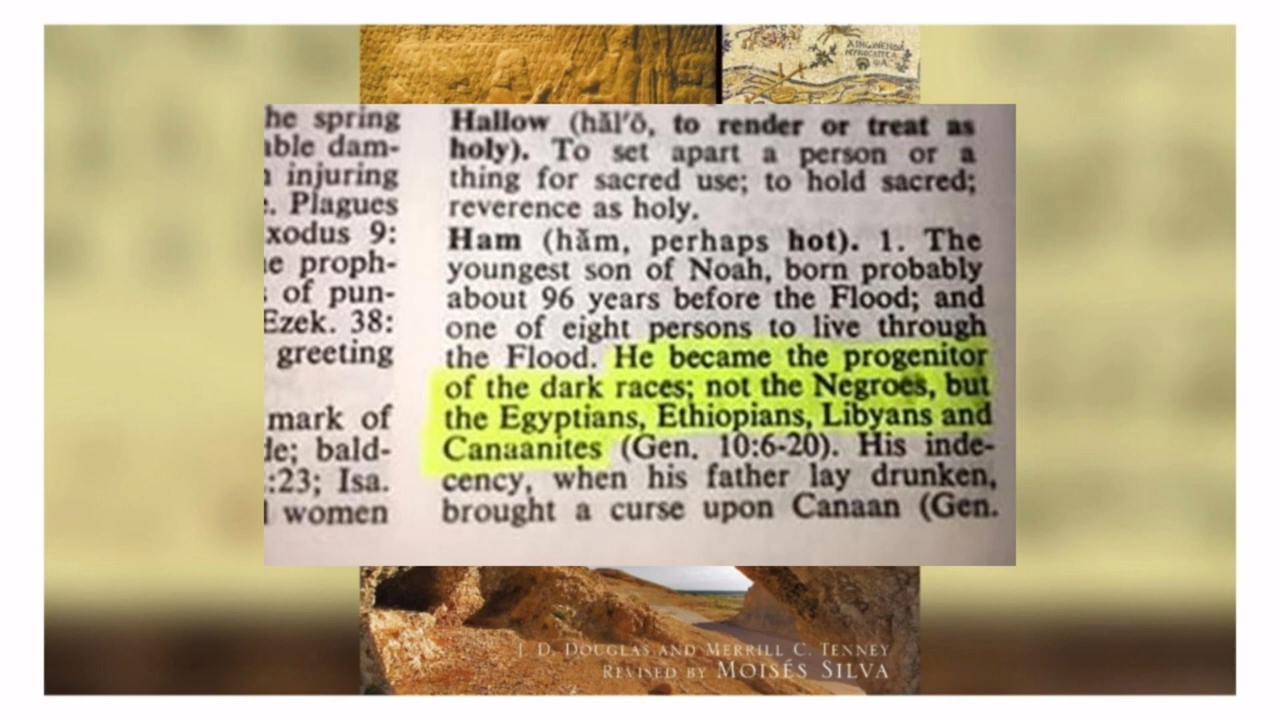 ΑΙΗΩΝΕΝΔΑ
he spring
able dam-
injuring
. Plagues
xodus 9:
e proph-
of pun-
Ezek. 38:
greeting
mark of
de; bald-
:23; Isa.
women
Hallow (hăl'ō, to render or treat as
holy). To set apart a person or a
thing for sacred use; to hold sacred;
reverence as holy.
Ham (hăm, perhaps hot). 1. The
youngest son of Noah, born probably
about 96 years before the Flood; and
one of eight persons to live through
the Flood. He became the progenitor
of the dark races; not the Negroes, but
the Egyptians, Ethiopians, Libyans and
Canaanites (Gen. 10:6-20). His inde-
cency, when his father lay drunken,
brought a curse upon Canaan (Gen.
J. D. DOUGLAS AND MERRILL C. TENNEY
REVISED BY MOISÉS SILVA